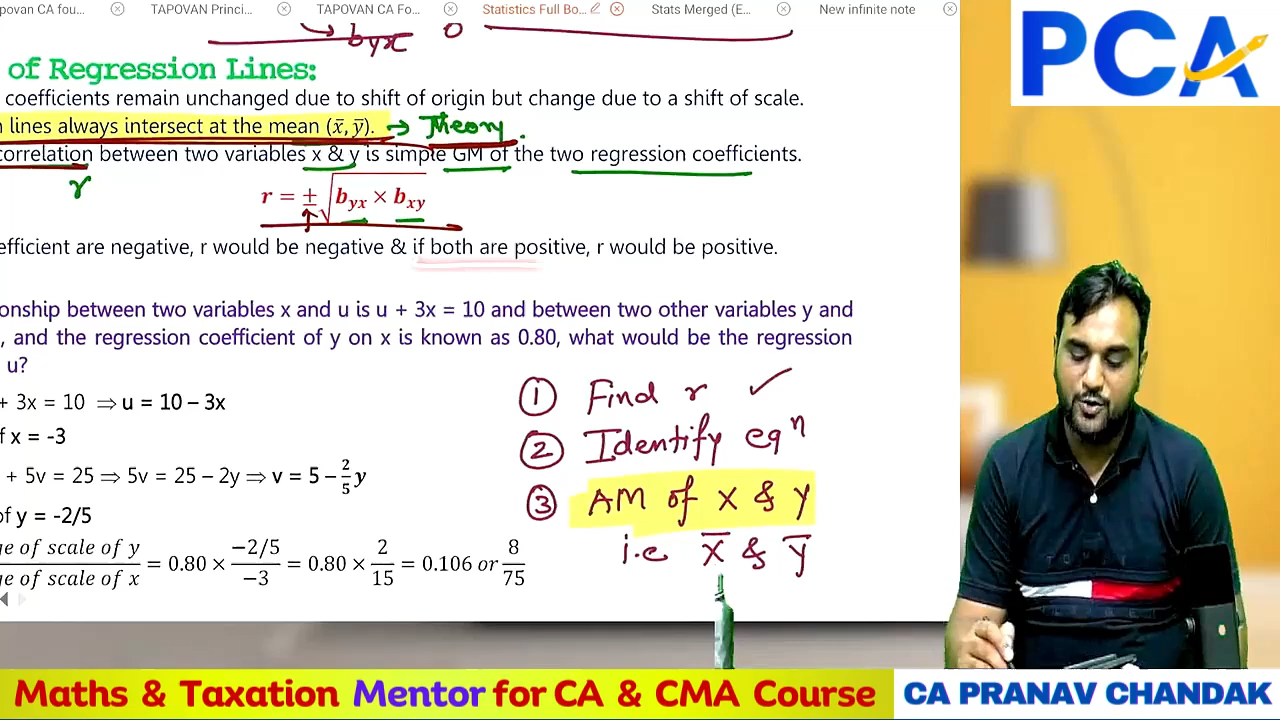 povan CA fou... TAPOVAN Princi... TAPOVAN CA Fo... Statistics Full Bo... Stats Merged (E... New infinite note
byx 0
of Regression Lines:
coefficients remain unchanged due to shift of origin but change due to a shift of scale.
n lines always intersect at the mean (x̄, ȳ). → Theory.
correlation between two variables x & y is simple GM of the two regression coefficients.
r
r = ± √ b_yx × b_xy
efficient are negative, r would be negative & if both are positive, r would be positive.
onship between two variables x and u is u + 3x = 10 and between two other variables y and
, and the regression coefficient of y on x is known as 0.80, what would be the regression
u?
+ 3x = 10 ⇒ u = 10 – 3x
f x = -3
+ 5v = 25 ⇒ 5v = 25 – 2y ⇒ v = 5 – 2/5 y
of y = -2/5
ge of scale of y / ge of scale of x = 0.80 × (−2/5)/(−3) = 0.80 × 2/15 = 0.106 or 8/75
① Find r ✓
② Identify eqⁿ
③ AM of x & y
i.e x̄ & ȳ
PCA
Maths & Taxation Mentor for CA & CMA Course
CA PRANAV CHANDAK